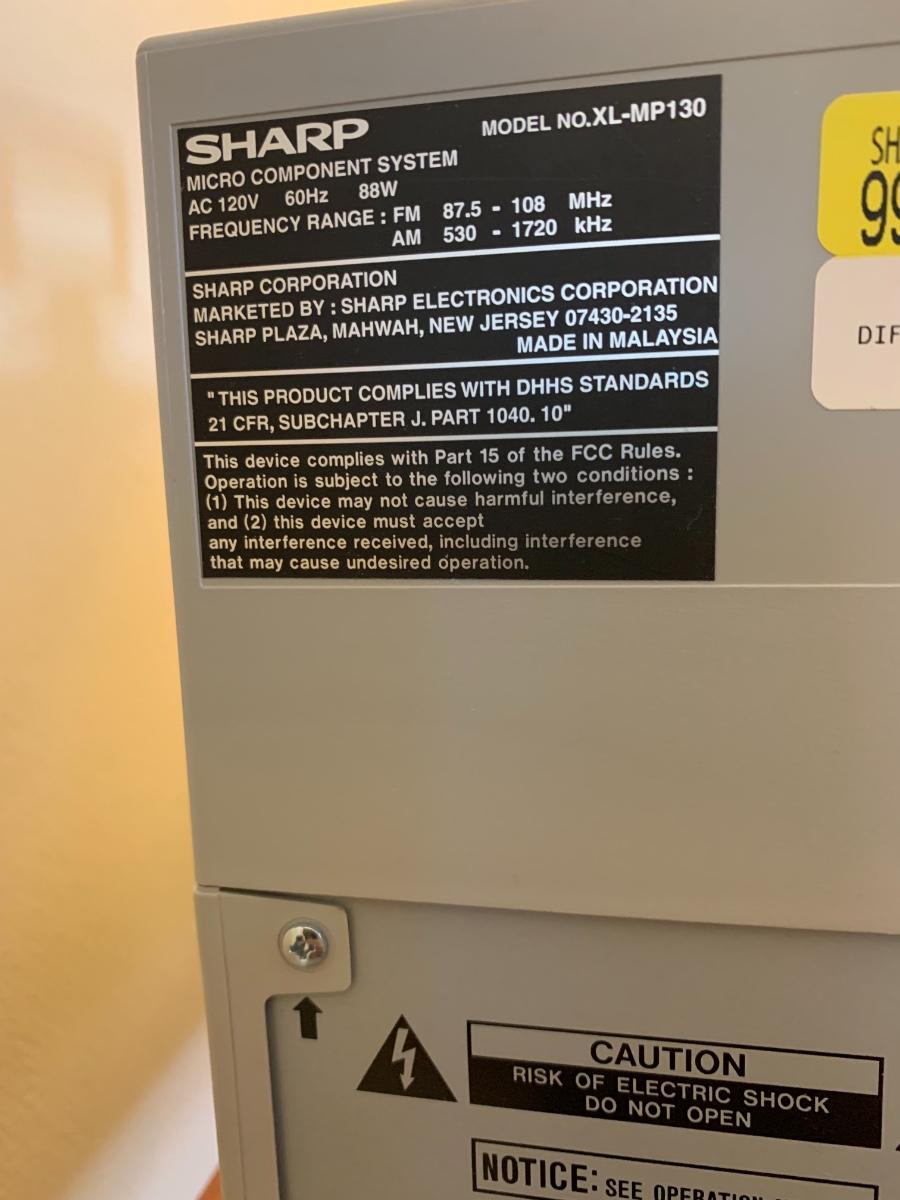 SHARP MODEL NO.XL-MP130
MICRO COMPONENT SYSTEM
AC 120V 60Hz 88W
FREQUENCY RANGE : FM 87.5 - 108 MHz
AM 530 - 1720 kHz
SHARP CORPORATION
MARKETED BY : SHARP ELECTRONICS CORPORATION
SHARP PLAZA, MAHWAH, NEW JERSEY 07430-2135
MADE IN MALAYSIA
" THIS PRODUCT COMPLIES WITH DHHS STANDARDS
21 CFR, SUBCHAPTER J. PART 1040. 10"
This device complies with Part 15 of the FCC Rules.
Operation is subject to the following two conditions :
(1) This device may not cause harmful interference,
and (2) this device must accept
any interference received, including interference
that may cause undesired operation.
SH
99
DIF
CAUTION
RISK OF ELECTRIC SHOCK
DO NOT OPEN
NOTICE: SEE OPERATION